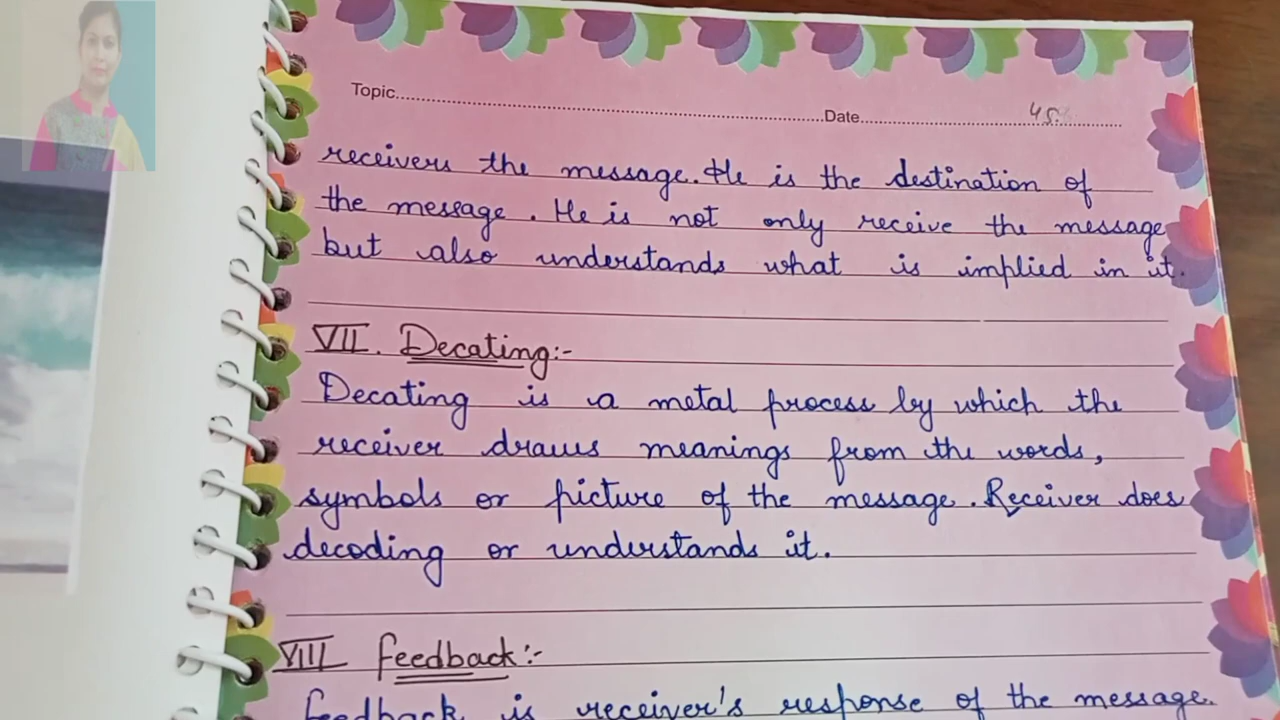 Topic..........Date..........
receivers the message. He is the destination of
the message. He is not only receive the message
but also understands what is implied in it.
VII. Decating:-
Decating is a metal process by which the
receiver draws meanings from the words,
symbols or picture of the message. Receiver does
decoding or understands it.
VIII feedback:-
feedback is receiver's response of the message.